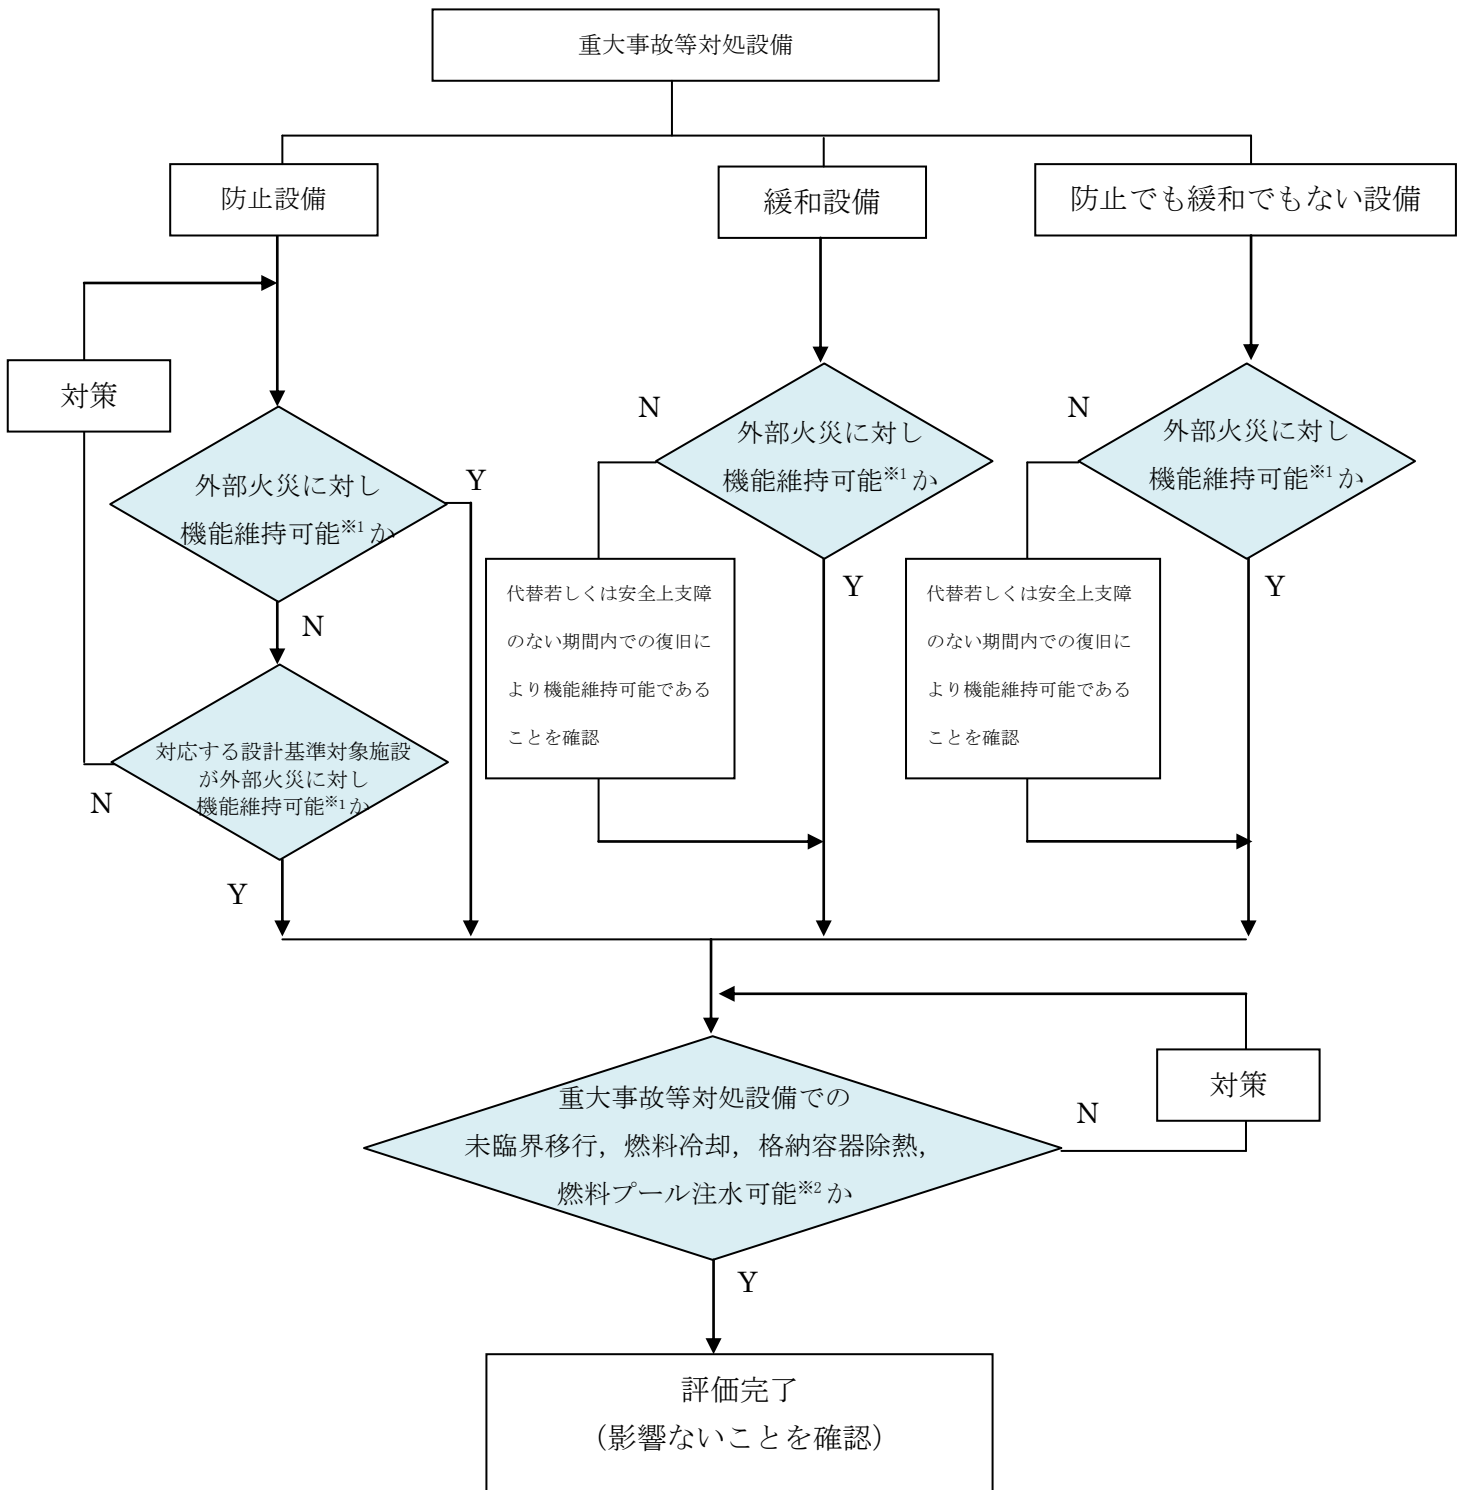 重大事故等対処設備
防止設備
緩和設備
防止でも緩和でもない設備
対策
外部火災に対し
機能維持可能※1か
Y
N
対応する設計基準対象施設
が外部火災に対し
機能維持可能※1か
N
Y
N
外部火災に対し
機能維持可能※1か
Y
代替若しくは安全上支障
のない期間内での復旧に
より機能維持可能である
ことを確認
N
外部火災に対し
機能維持可能※1か
Y
代替若しくは安全上支障
のない期間内での復旧に
より機能維持可能である
ことを確認
重大事故等対処設備での
未臨界移行，燃料冷却，格納容器除熱，
燃料プール注水可能※2か
N
対策
Y
評価完了
（影響ないことを確認）